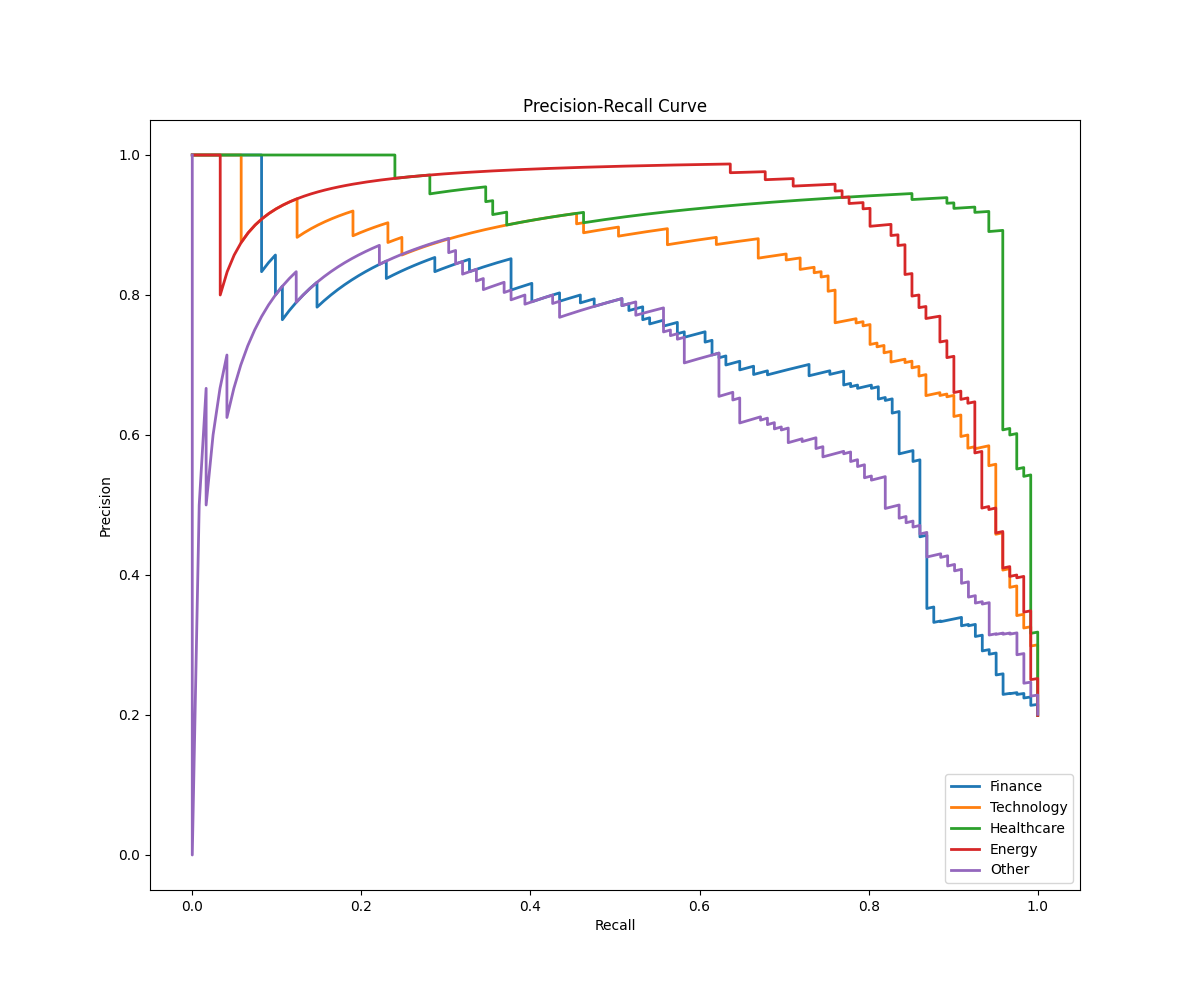 Precision-Recall Curve
1.0
0.8
0.6
0.4
0.2
0.0
Precision
0.0 0.2 0.4 0.6 0.8 1.0
Recall
Finance
Technology
Healthcare
Energy
Other